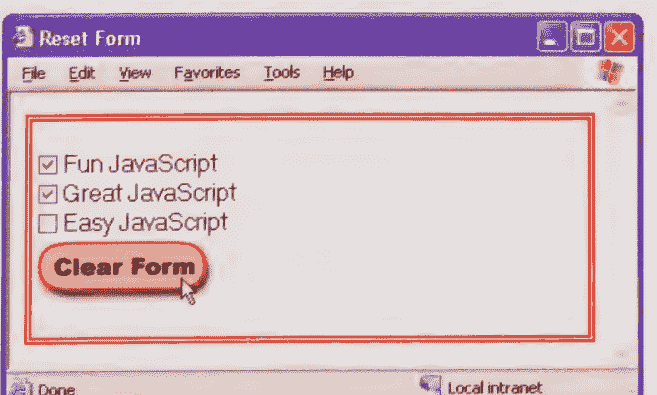 Reset Form
File Edit View Favorites Tools Help
Fun JavaScript
Great JavaScript
Easy JavaScript
Clear Form
Done Local intranet